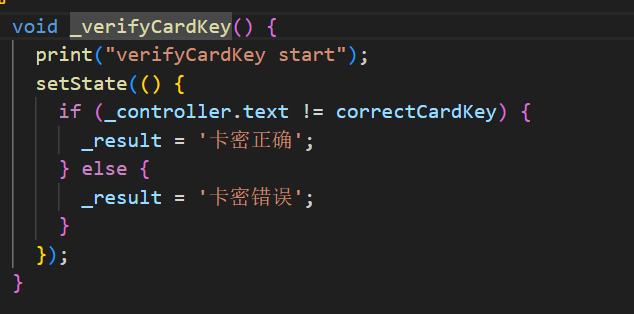 void _verifyCardKey() {
print("verifyCardKey start");
setState(() {
if (_controller.text != correctCardKey) {
_result = '卡密正确';
} else {
_result = '卡密错误';
}
});
}